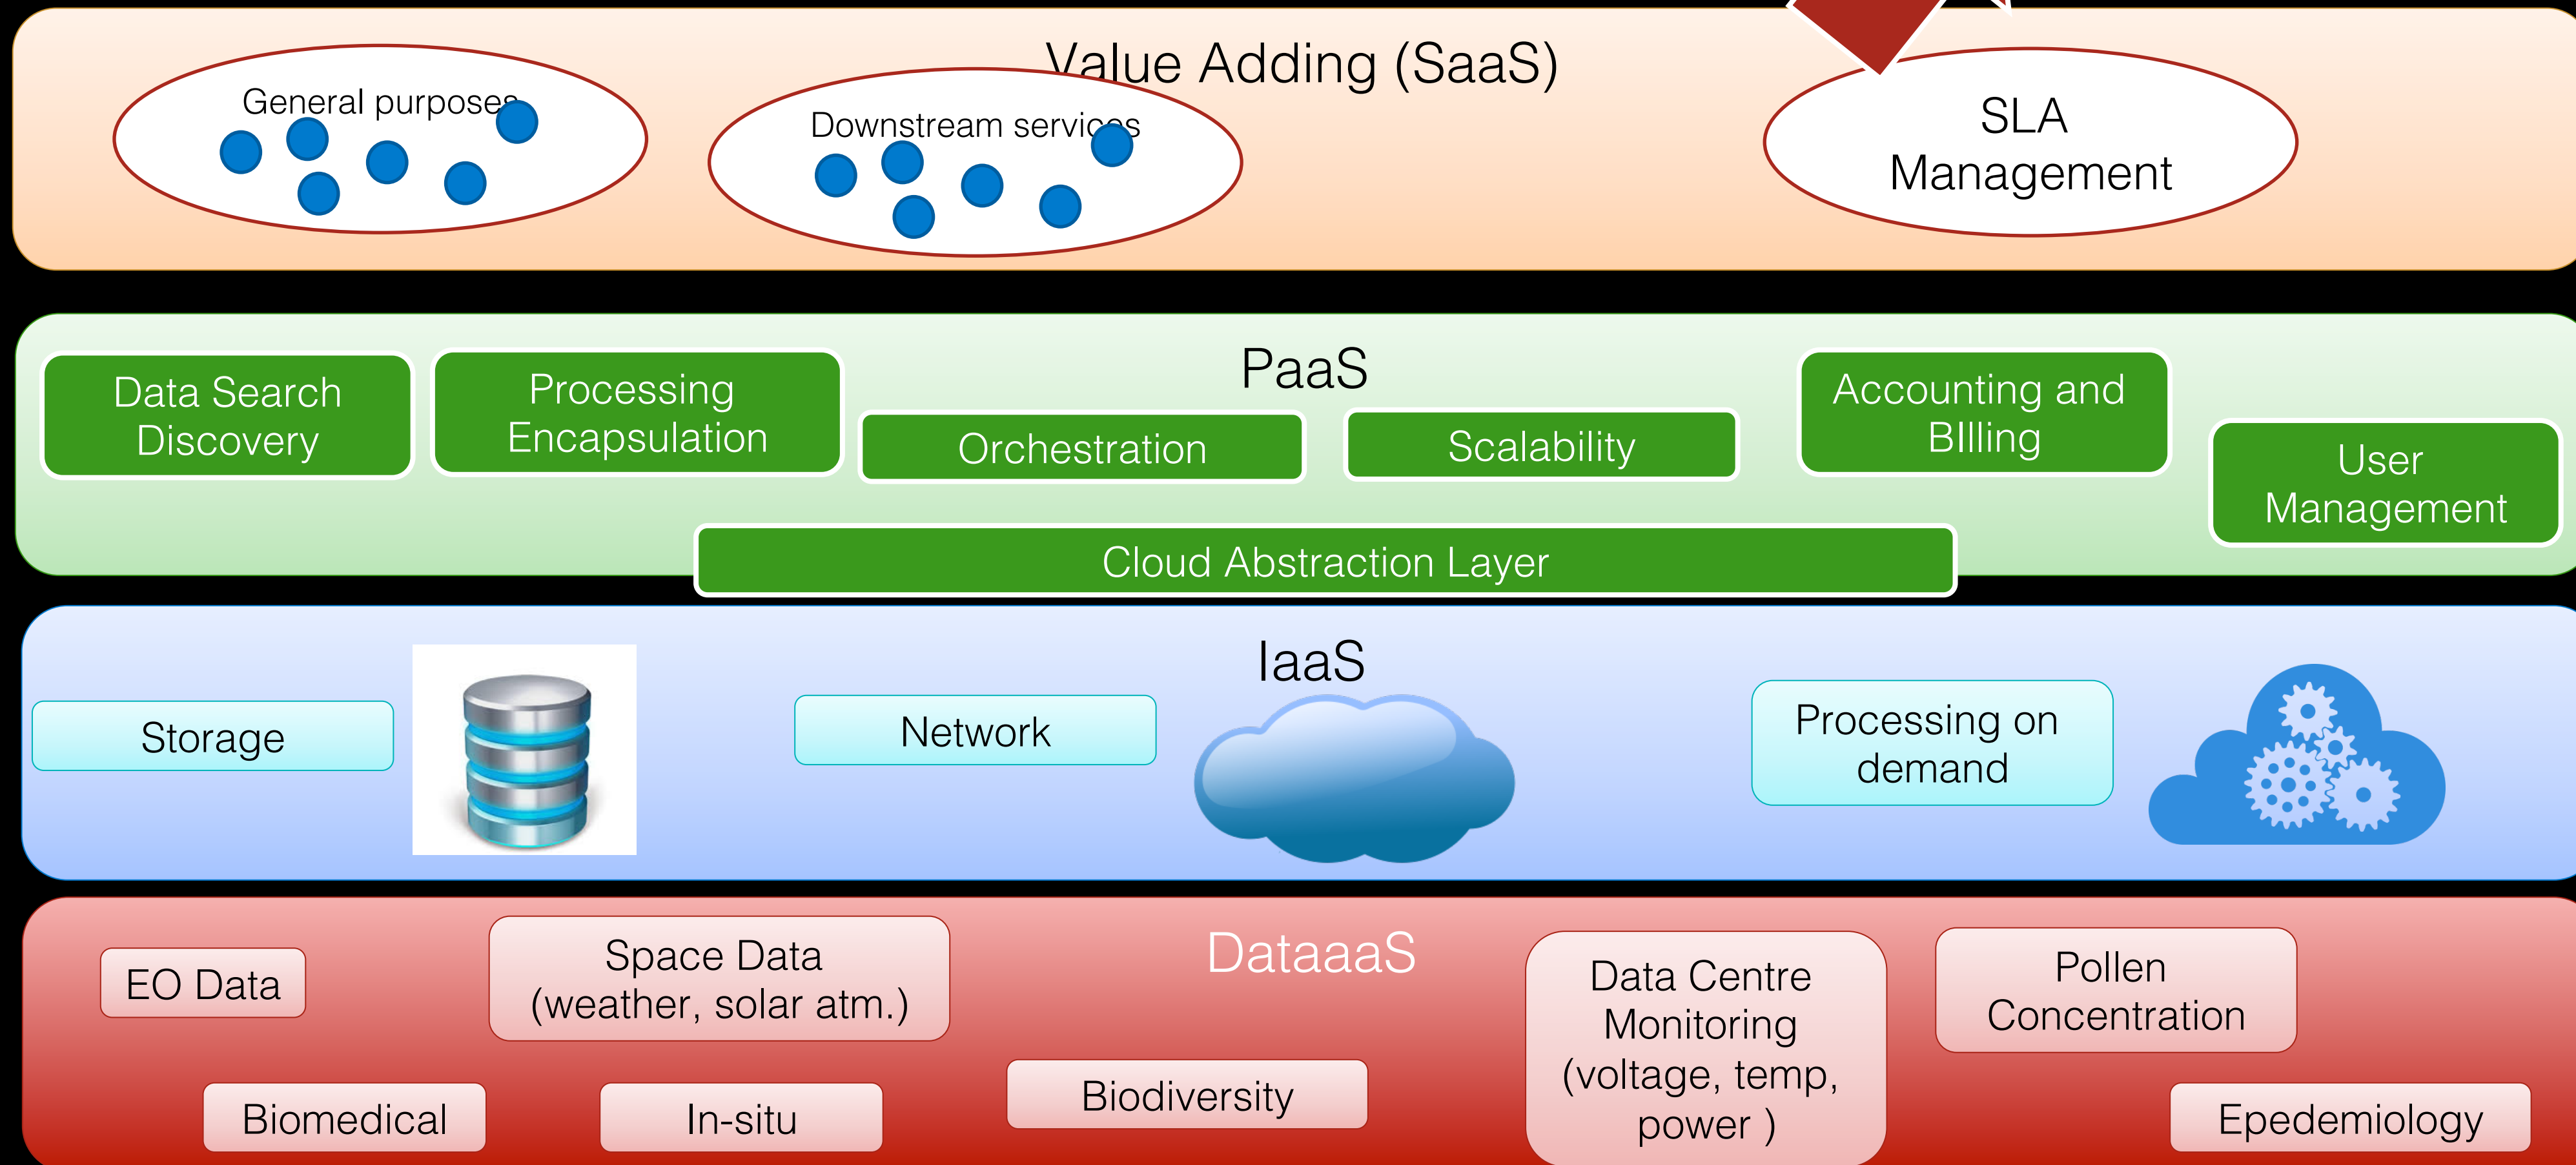 Value Adding (SaaS)
General purposes
Downstream services
SLA
Management
PaaS
Data Search
Discovery
Processing
Encapsulation
Orchestration
Scalability
Accounting and
BIlling
User
Management
Cloud Abstraction Layer
IaaS
Storage
Network
Processing on
demand
DataaaS
EO Data
Space Data
(weather, solar atm.)
Data Centre
Monitoring
(voltage, temp,
power )
Pollen
Concentration
Biomedical
In-situ
Biodiversity
Epedemiology